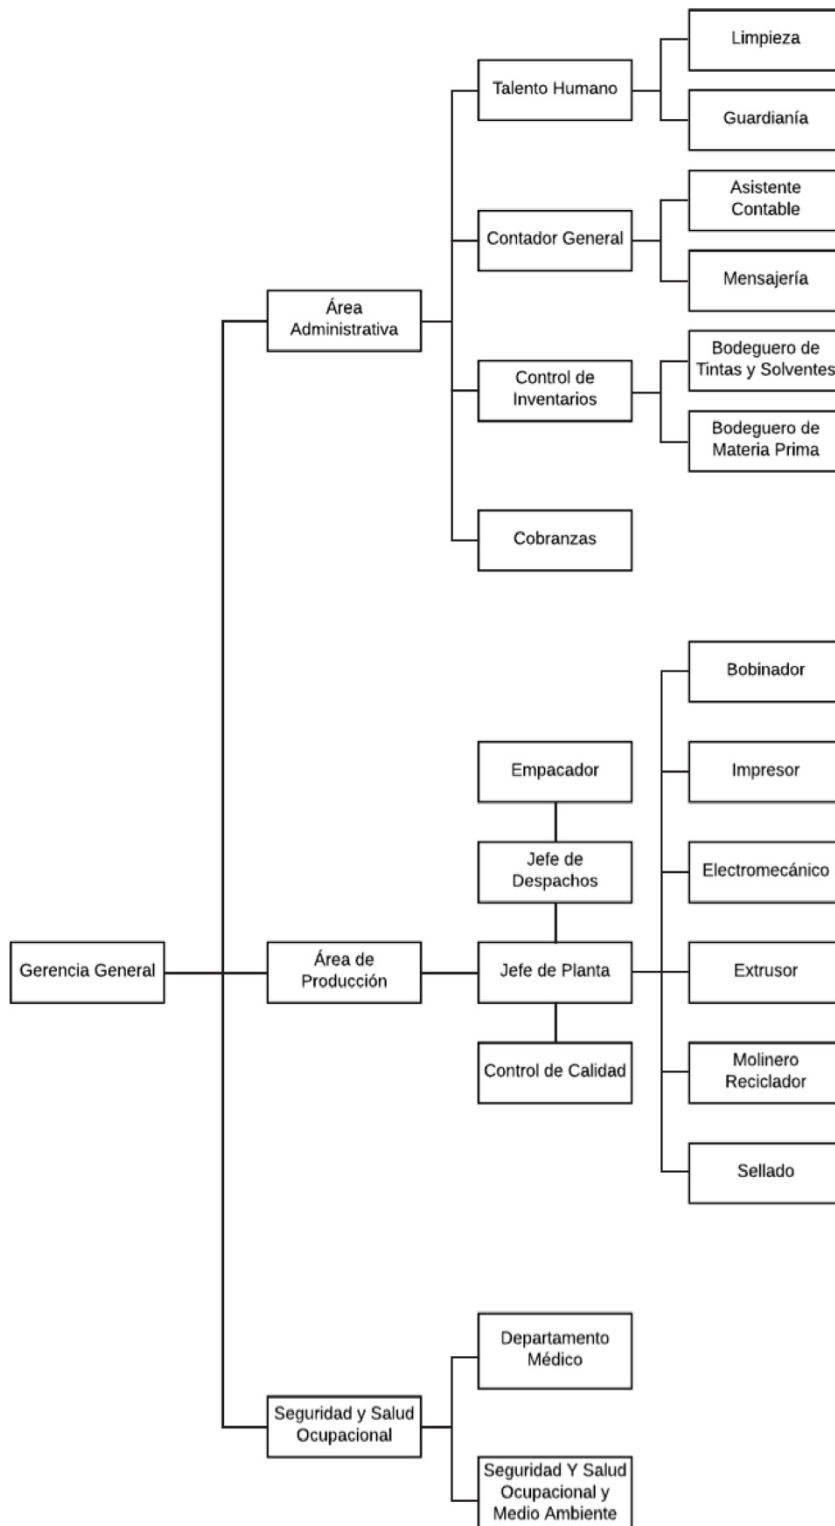 Limpieza
Talento Humano
Guardianía
Asistente
Contable
Contador General
Mensajería
Área
Administrativa
Bodeguero de
Tintas y Solventes
Control de
Inventarios
Bodeguero de
Materia Prima
Cobranzas
Bobinador
Empacador
Impresor
Jefe de
Despachos
Electromecánico
Gerencia General
Área de
Producción
Jefe de Planta
Extrusor
Control de Calidad
Molinero
Reciclador
Sellado
Departamento
Médico
Seguridad y Salud
Ocupacional
Seguridad Y Salud
Ocupacional y
Medio Ambiente